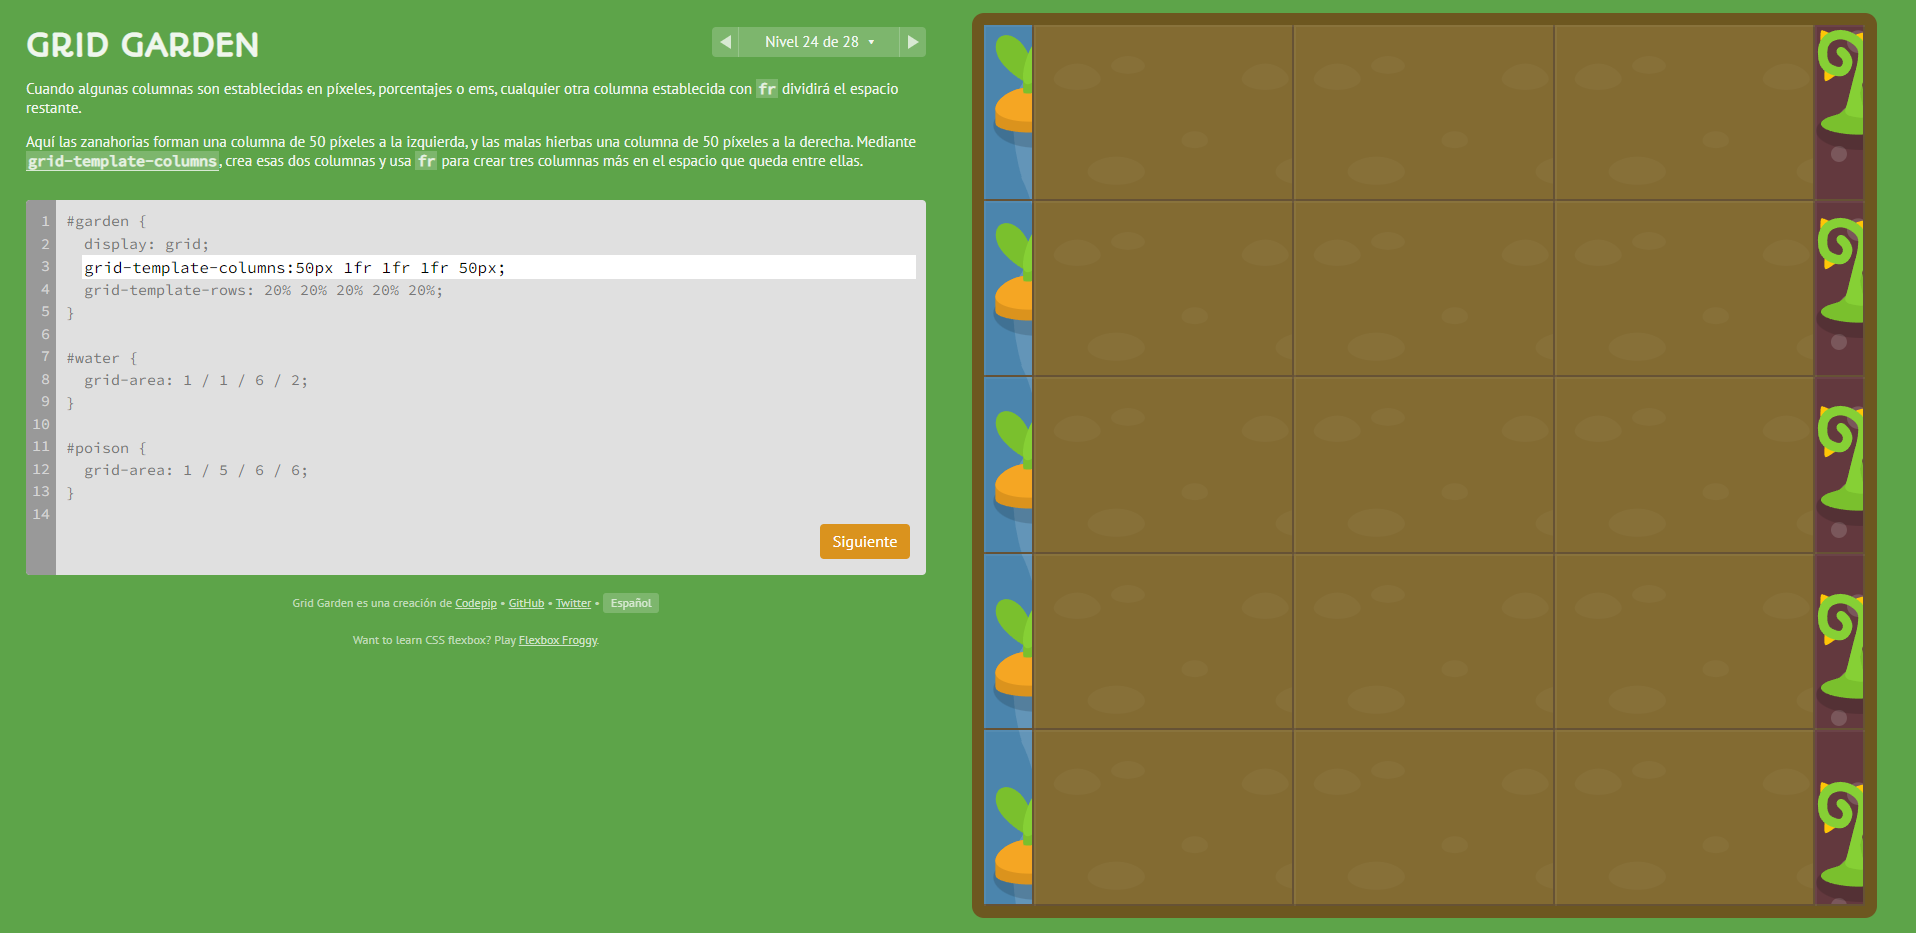 GRID GARDEN
Nivel 24 de 28
Cuando algunas columnas son establecidas en píxeles, porcentajes o ems, cualquier otra columna establecida con fr dividirá el espacio
restante.
Aquí las zanahorias forman una columna de 50 píxeles a la izquierda, y las malas hierbas una columna de 50 píxeles a la derecha. Mediante
grid-template-columns, crea esas dos columnas y usa fr para crear tres columnas más en el espacio que queda entre ellas.
1 #garden {
2 display: grid;
3 grid-template-columns:50px 1fr 1fr 1fr 50px;
4 grid-template-rows: 20% 20% 20% 20% 20%;
5 }
6
7 #water {
8 grid-area: 1 / 1 / 6 / 2;
9 }
10
11 #poison {
12 grid-area: 1 / 5 / 6 / 6;
13 }
14
Siguiente
Grid Garden es una creación de Codepip • GitHub • Twitter • Español
Want to learn CSS flexbox? Play Flexbox Froggy.